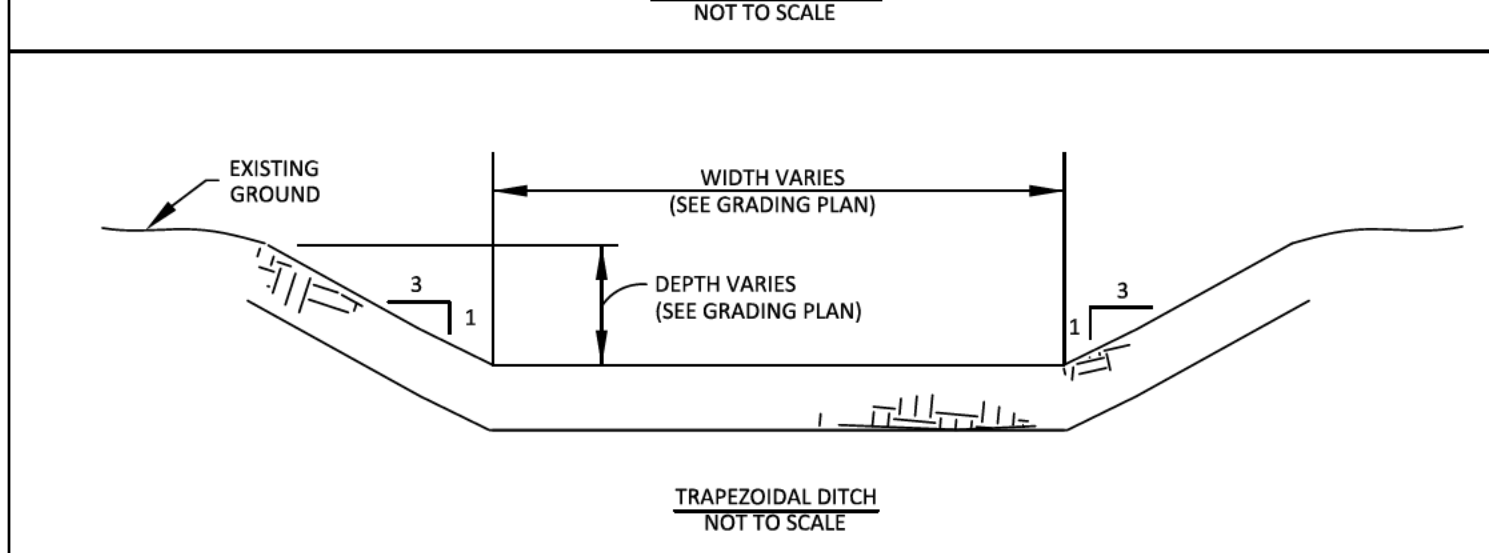 NOT TO SCALE
EXISTING
GROUND
WIDTH VARIES
(SEE GRADING PLAN)
3
1
DEPTH VARIES
(SEE GRADING PLAN)
3
1
TRAPEZOIDAL DITCH
NOT TO SCALE